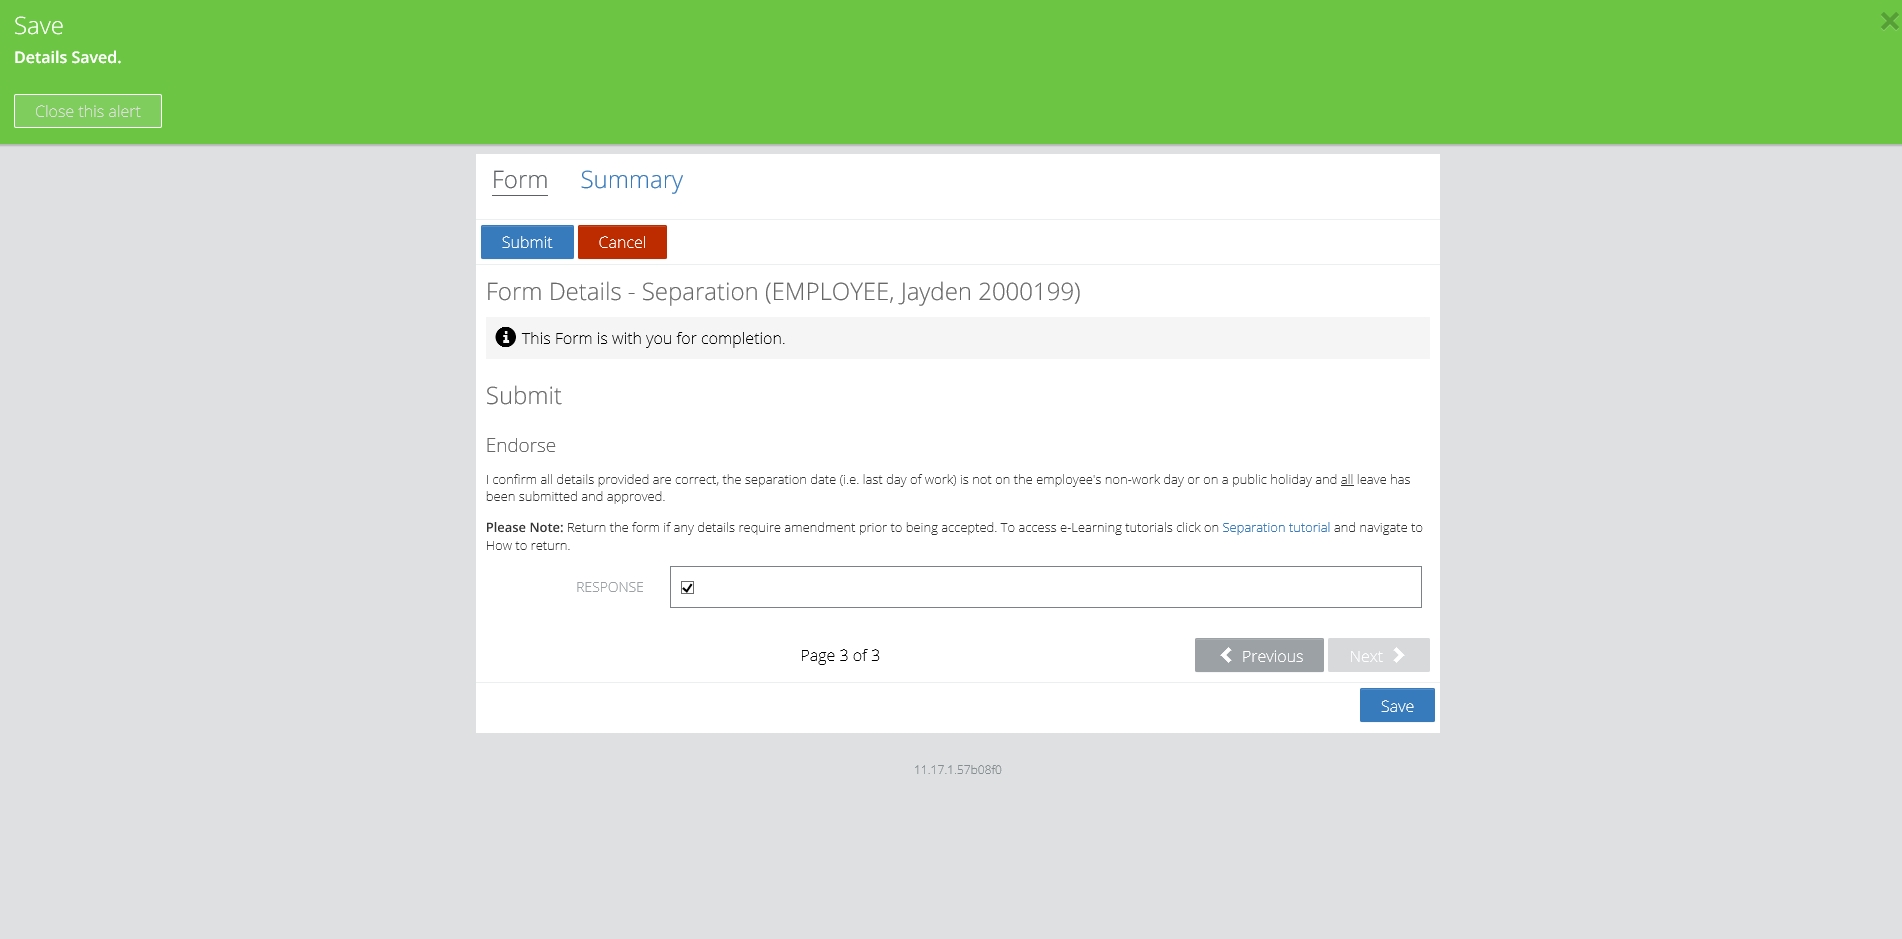 Save
Details Saved.
Close this alert
Form Summary
Submit Cancel
Form Details - Separation (EMPLOYEE, Jayden 2000199)
This Form is with you for completion.
Submit
Endorse
I confirm all details provided are correct, the separation date (i.e. last day of work) is not on the employee's non-work day or on a public holiday and all leave has
been submitted and approved.
Please Note: Return the form if any details require amendment prior to being accepted. To access e-Learning tutorials click on Separation tutorial and navigate to
How to return.
RESPONSE
Page 3 of 3 Previous Next
Save
11.17.1.57b08f0